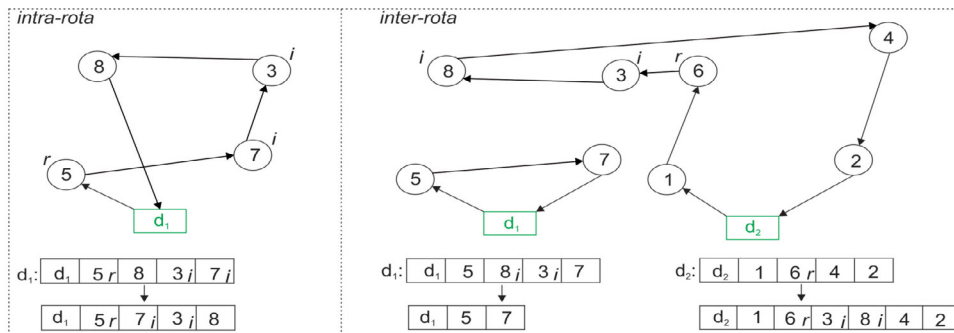 intra-rota
inter-rota
8
3 i
r
5
7 i
d₁
d₁: d₁ 5 r 8 3 i 7 i
d₁ 5 r 7 i 3 i 8
i
8
3 i
r
6
4
5
7
1
2
d₁
d₂
d₁: d₁ 5 8 i 3 i 7
d₁ 5 7
d₂: d₂ 1 6 r 4 2
d₂ 1 6 r 3 i 8 i 4 2